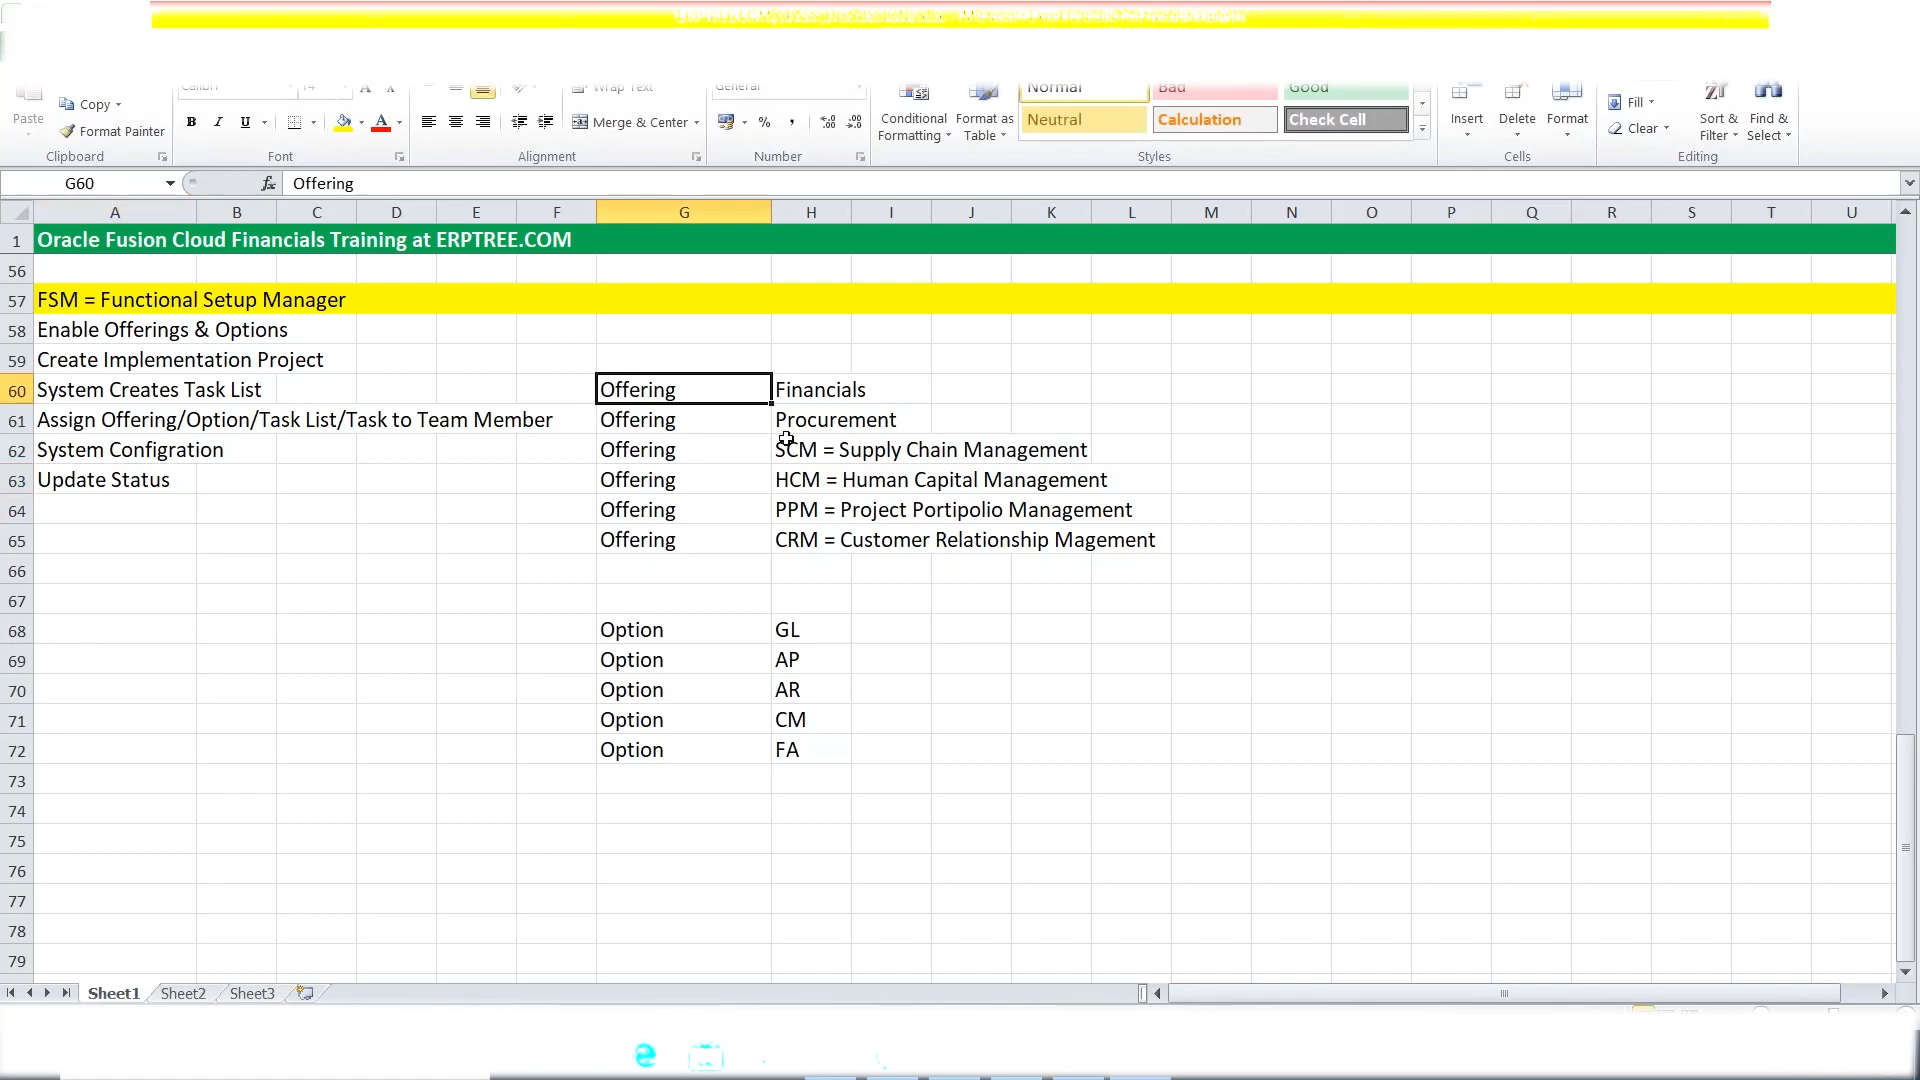 Calibri 14 Wrap Text General Normal Bad Good
Paste Copy Merge & Center Conditional Formatting Format as Table Neutral Calculation Check Cell Insert Delete Format Fill Sort & Filter Find & Select
Format Painter B I U % , Clear
Clipboard Font Alignment Number Styles Cells Editing
G60 fx Offering
A B C D E F G H I J K L M N O P Q R S T U
1 Oracle Fusion Cloud Financials Training at ERPTREE.COM
56
57 FSM = Functional Setup Manager
58 Enable Offerings & Options
59 Create Implementation Project
60 System Creates Task List Offering Financials
61 Assign Offering/Option/Task List/Task to Team Member Offering Procurement
62 System Configration Offering SCM = Supply Chain Management
63 Update Status Offering HCM = Human Capital Management
64 Offering PPM = Project Portipolio Management
65 Offering CRM = Customer Relationship Magement
66
67
68 Option GL
69 Option AP
70 Option AR
71 Option CM
72 Option FA
73
74
75
76
77
78
79
Sheet1 Sheet2 Sheet3